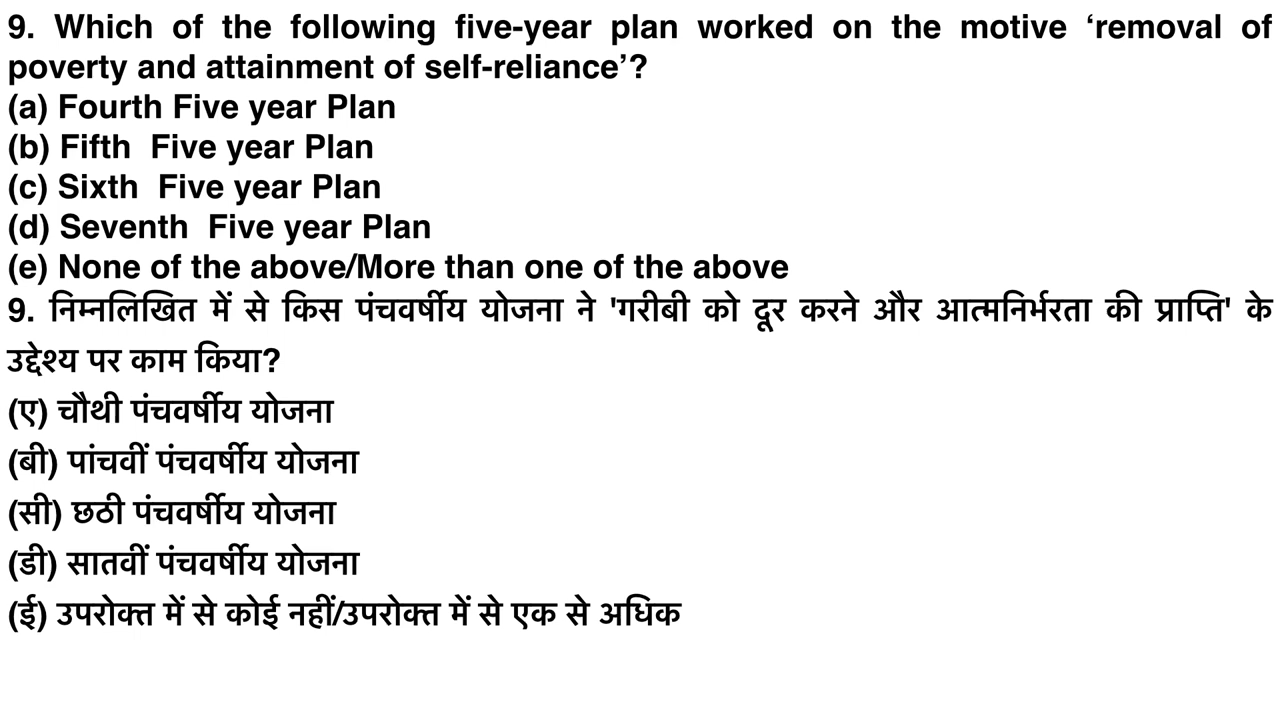 9. Which of the following five-year plan worked on the motive ‘removal of
poverty and attainment of self-reliance’?
(a) Fourth Five year Plan
(b) Fifth  Five year Plan
(c) Sixth  Five year Plan
(d) Seventh  Five year Plan
(e) None of the above/More than one of the above
9. निम्नलिखित में से किस पंचवर्षीय योजना ने 'गरीबी को दूर करने और आत्मनिर्भरता की प्राप्ति' के
उद्देश्य पर काम किया?
(ए) चौथी पंचवर्षीय योजना
(बी) पांचवीं पंचवर्षीय योजना
(सी) छठी पंचवर्षीय योजना
(डी) सातवीं पंचवर्षीय योजना
(ई) उपरोक्त में से कोई नहीं/उपरोक्त में से एक से अधिक